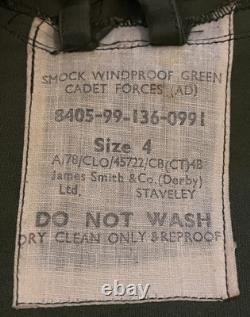 SMOCK WINDPROOF GREEN
CADET FORCES (AD)
8405-99-136-0991
Size 4
A/78/CLO/45722/CB(CT)4B
James Smith & Co.(Derby)
Ltd. STAVELEY
DO NOT WASH
DRY CLEAN ONLY & REPROOF